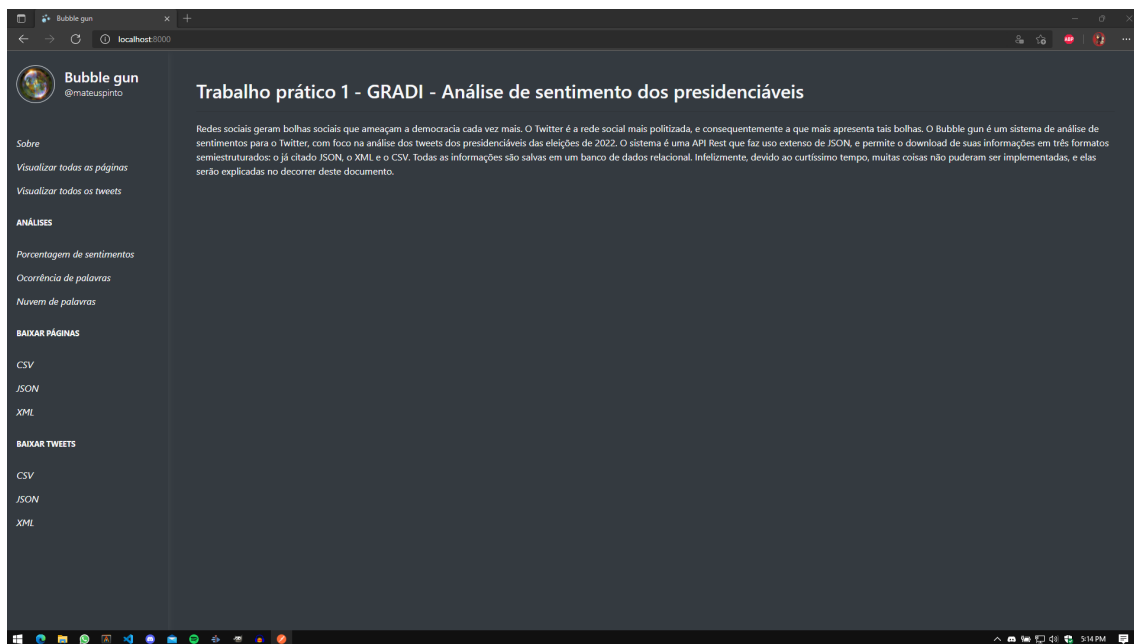 Bubble gun
localhost:8000
ABP
Bubble gun
@mateuspinto
Sobre
Visualizar todas as páginas
Visualizar todos os tweets
ANÁLISES
Porcentagem de sentimentos
Ocorrência de palavras
Nuvem de palavras
BAIXAR PÁGINAS
CSV
JSON
XML
BAIXAR TWEETS
CSV
JSON
XML
Trabalho prático 1 - GRADI - Análise de sentimento dos presidenciáveis
Redes sociais geram bolhas sociais que ameaçam a democracia cada vez mais. O Twitter é a rede social mais politizada, e consequentemente a que mais apresenta tais bolhas. O Bubble gun é um sistema de análise de
sentimentos para o Twitter, com foco na análise dos tweets dos presidenciáveis das eleições de 2022. O sistema é uma API Rest que faz uso extenso de JSON, e permite o download de suas informações em três formatos
semiestruturados: o já citado JSON, o XML e o CSV. Todas as informações são salvas em um banco de dados relacional. Infelizmente, devido ao curtíssimo tempo, muitas coisas não puderam ser implementadas, e elas
serão explicadas no decorrer deste documento.
5:14 PM